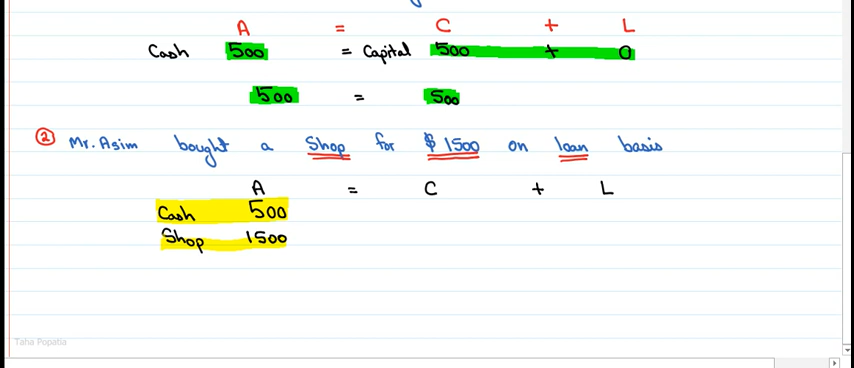 A = C + L
Cash 500 = Capital 500 + 0
500 = 500
② Mr. Asim bought a Shop for $ 1500 on loan basis
A = C + L
Cash 500
Shop 1500
Taha Popatia